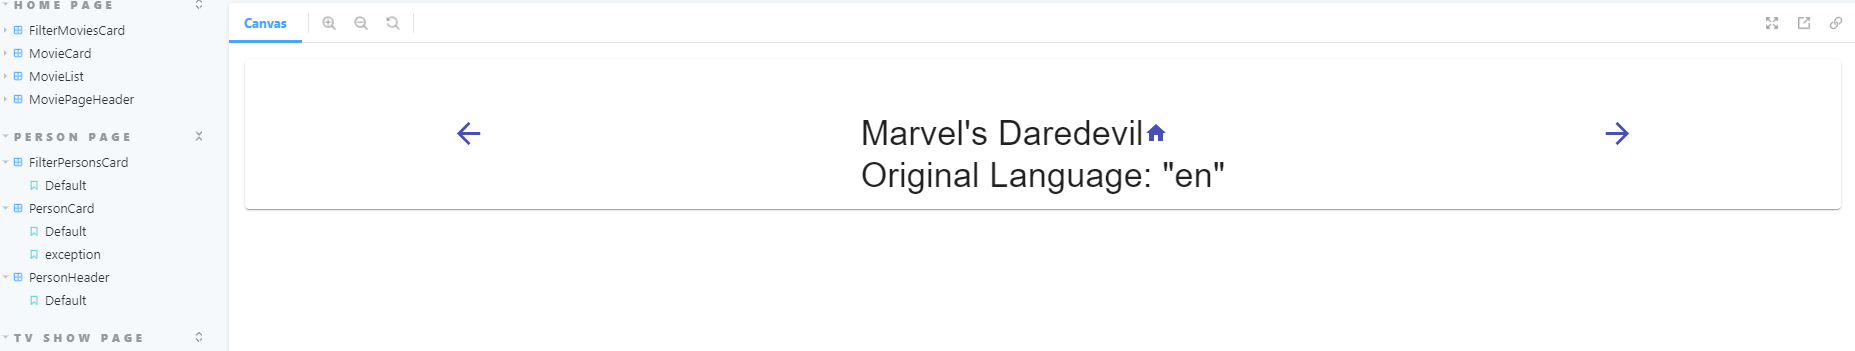 HOME PAGE
FilterMoviesCard
MovieCard
MovieList
MoviePageHeader
PERSON PAGE
FilterPersonsCard
Default
PersonCard
Default
exception
PersonHeader
Default
TV SHOW PAGE
Canvas
Marvel's Daredevil
Original Language: "en"